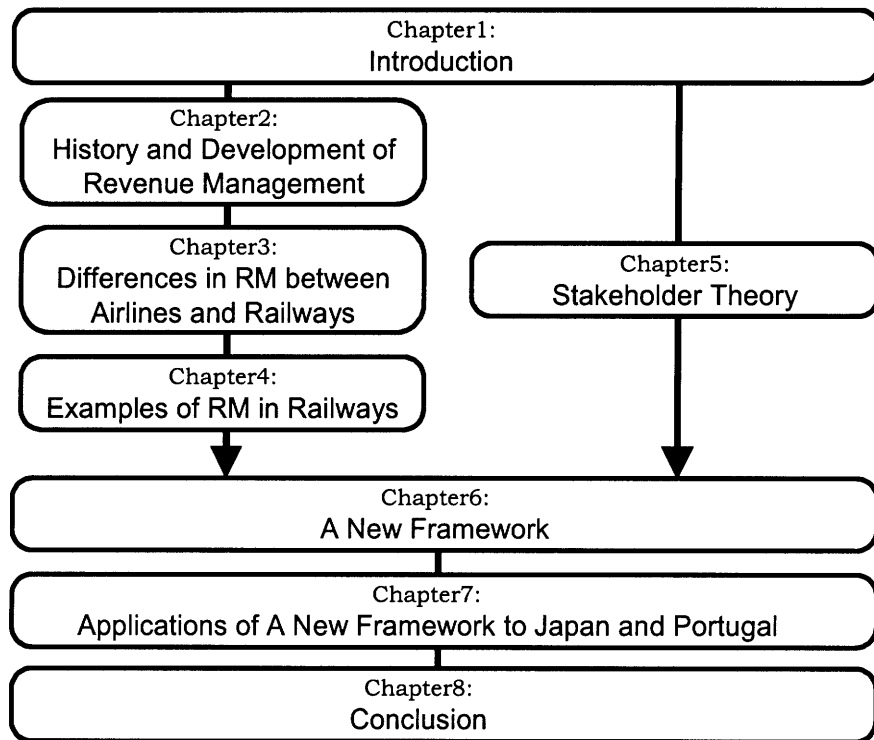 Chapter1:
Introduction
Chapter2:
History and Development of
Revenue Management
Chapter3:
Differences in RM between
Airlines and Railways
Chapter4:
Examples of RM in Railways
Chapter5:
Stakeholder Theory
Chapter6:
A New Framework
Chapter7:
Applications of A New Framework to Japan and Portugal
Chapter8:
Conclusion